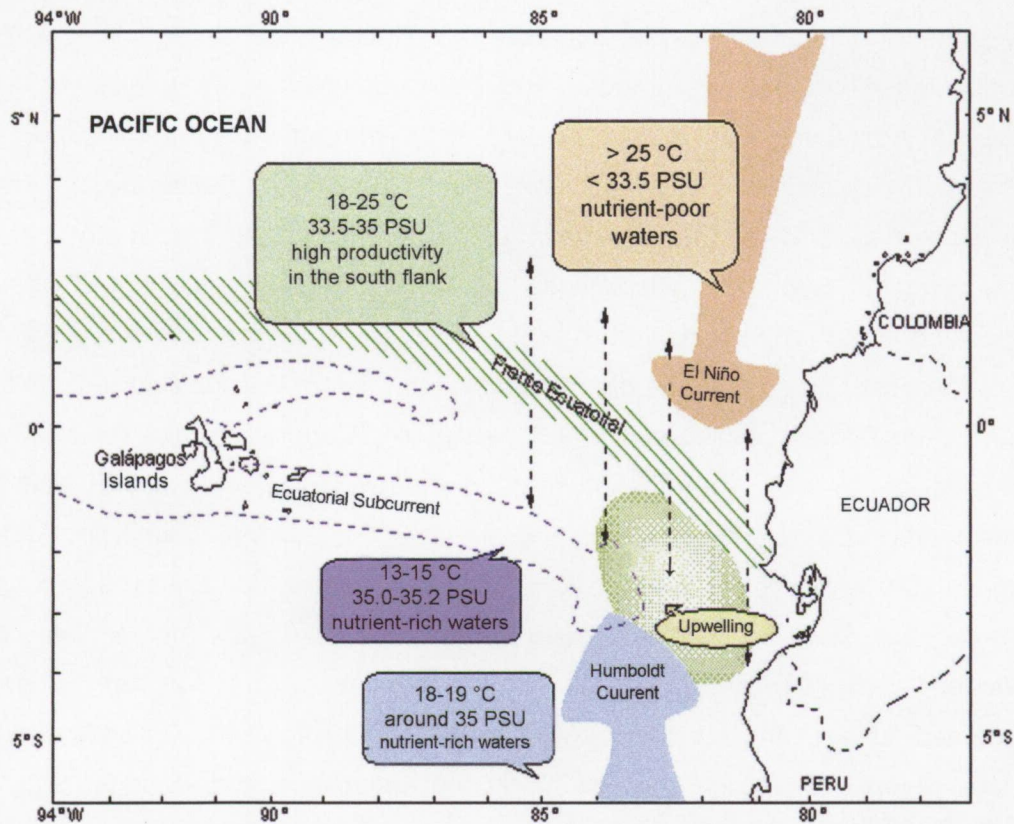 94°W 90° 85° 80°
5° N
PACIFIC OCEAN
5°N
> 25 °C
< 33.5 PSU
nutrient-poor
waters
18-25 °C
33.5-35 PSU
high productivity
in the south flank
COLOMBIA
El Niño
Current
Frente Ecuatorial
0°
0°
Galápagos
Islands
Ecuatorial Subcurrent
ECUADOR
13-15 °C
35.0-35.2 PSU
nutrient-rich waters
Upwelling
Humboldt
Cuurent
18-19 °C
around 35 PSU
nutrient-rich waters
5°S
5°S
PERU
94°W 90° 85° 80°